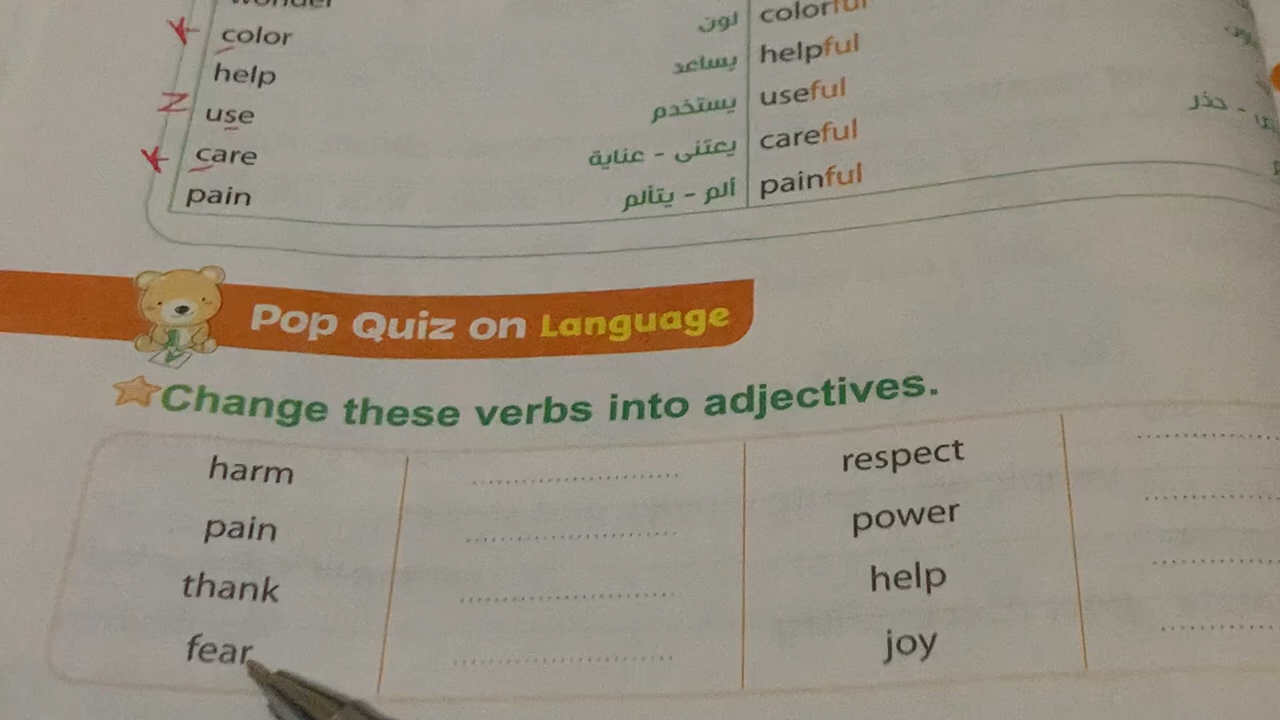 color لون colorful
help يساعد helpful
use يستخدم useful
care يعتنى - عناية careful
pain ألم - يتألم painful
حذر -
Pop Quiz on Language
Change these verbs into adjectives.
harm ........................ respect ........................
pain ........................ power ........................
thank ........................ help ........................
fear ........................ joy ........................